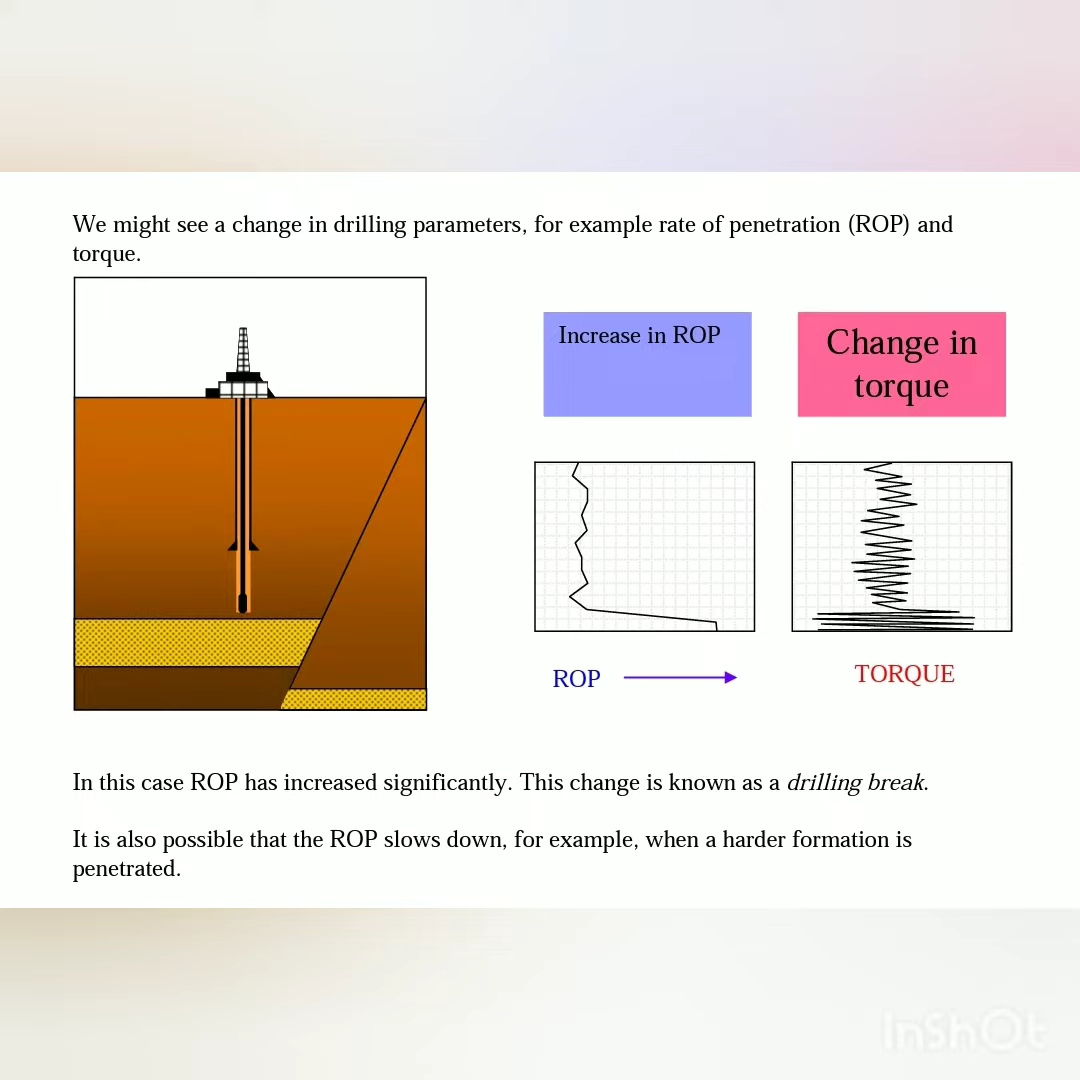 We might see a change in drilling parameters, for example rate of penetration (ROP) and
torque.
Increase in ROP
Change in
torque
ROP
TORQUE
In this case ROP has increased significantly. This change is known as a drilling break.
It is also possible that the ROP slows down, for example, when a harder formation is
penetrated.
InShOt